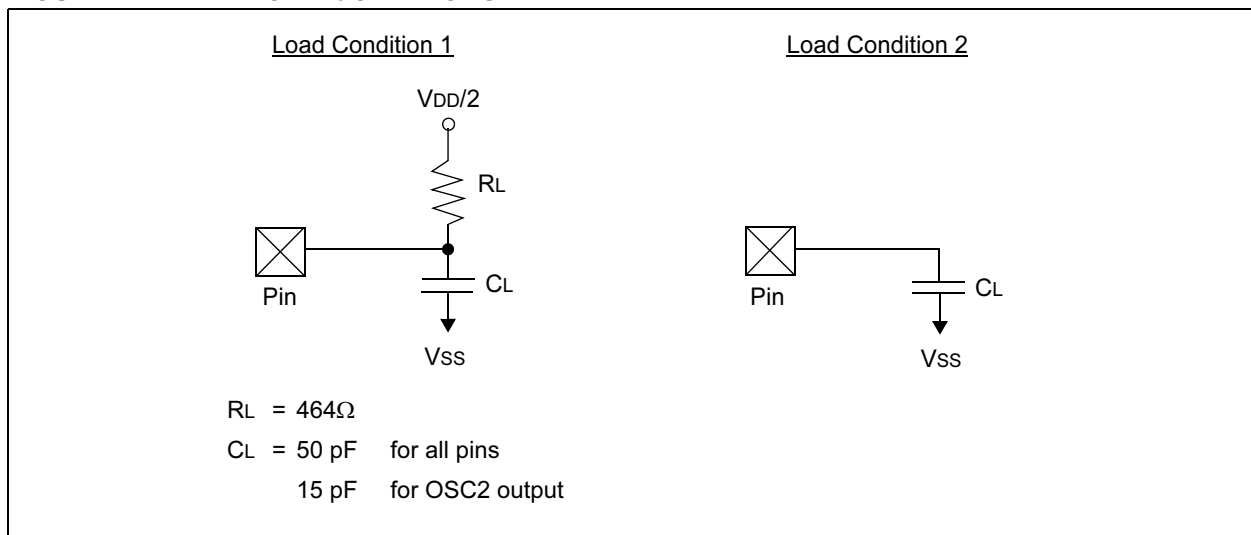 Load Condition 1
Load Condition 2
VDD/2
RL
Pin
CL
VSS
Pin
CL
VSS
RL = 464Ω
CL = 50 pF for all pins
15 pF for OSC2 output